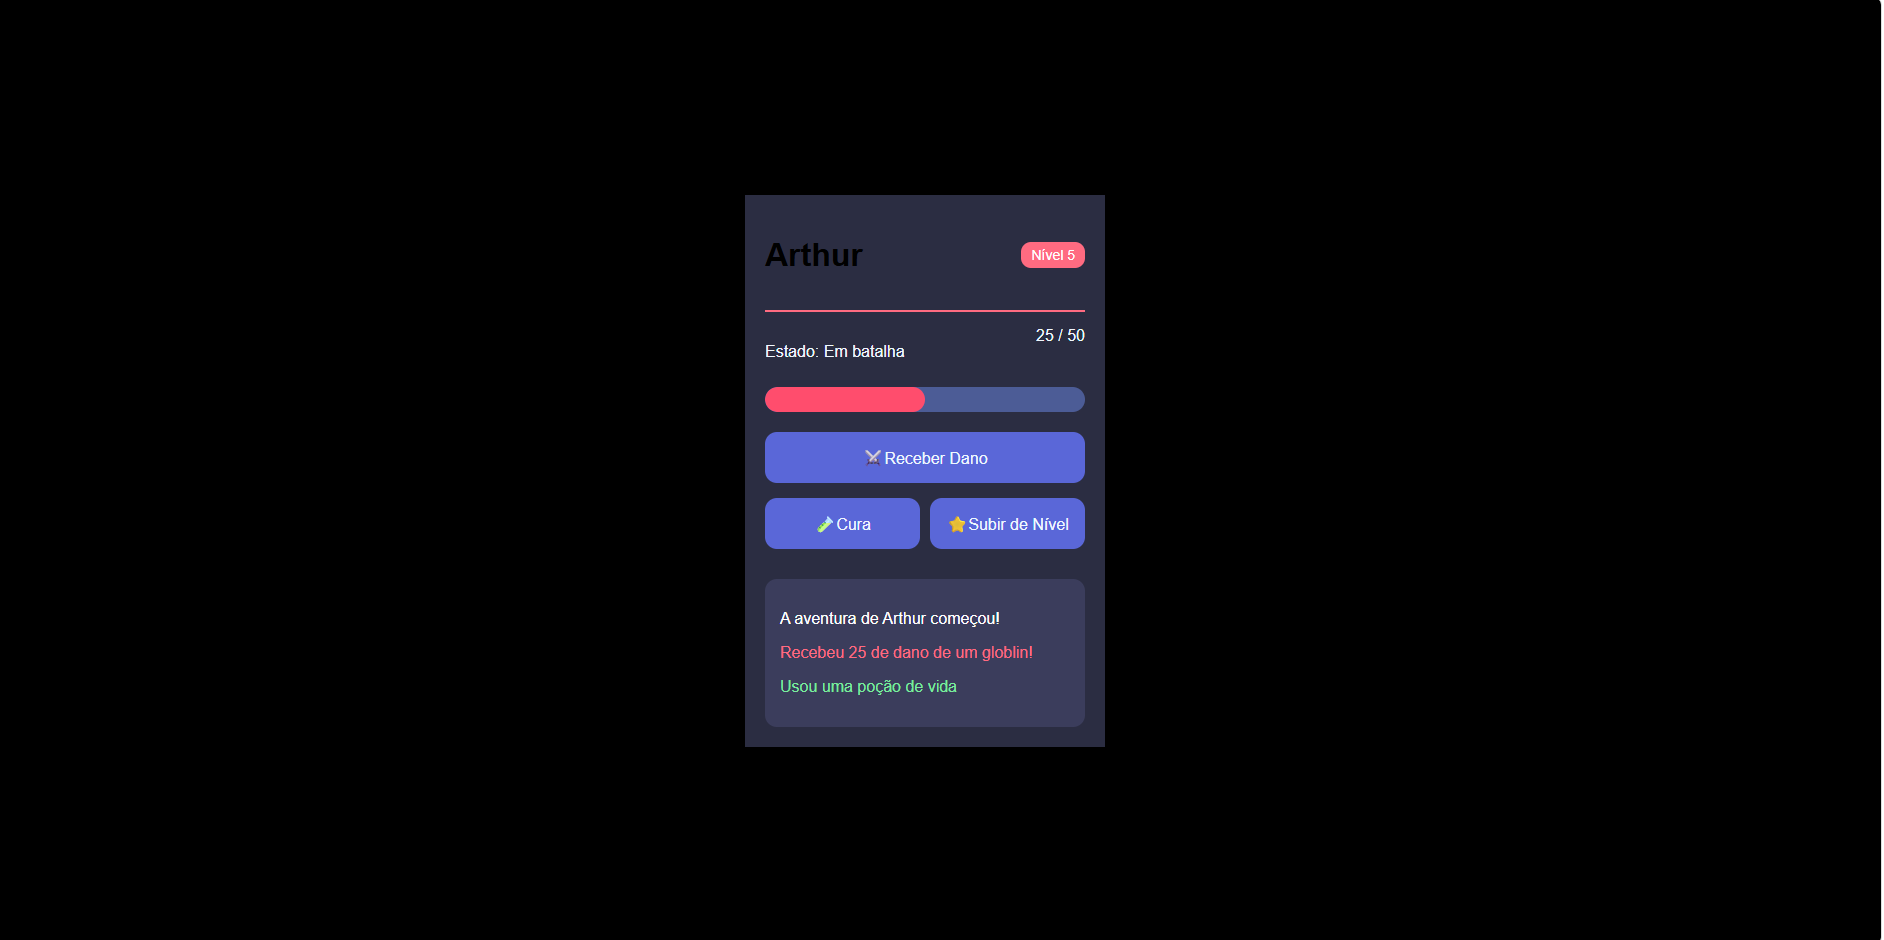 Arthur
Nível 5
25 / 50
Estado: Em batalha
Receber Dano
Cura
Subir de Nível
A aventura de Arthur começou!
Recebeu 25 de dano de um globlin!
Usou uma poção de vida